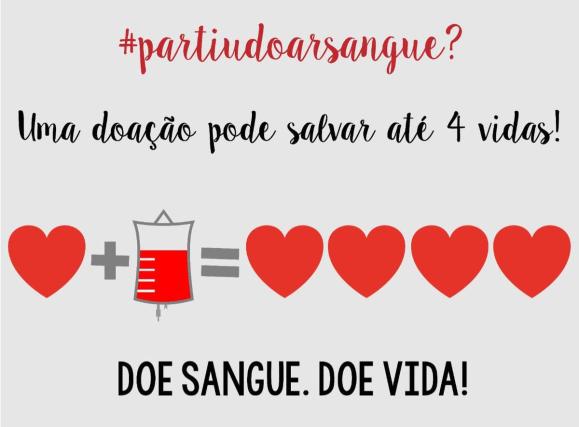 #partiudoarsangue?
Uma doação pode salvar até 4 vidas!
DOE SANGUE. DOE VIDA!